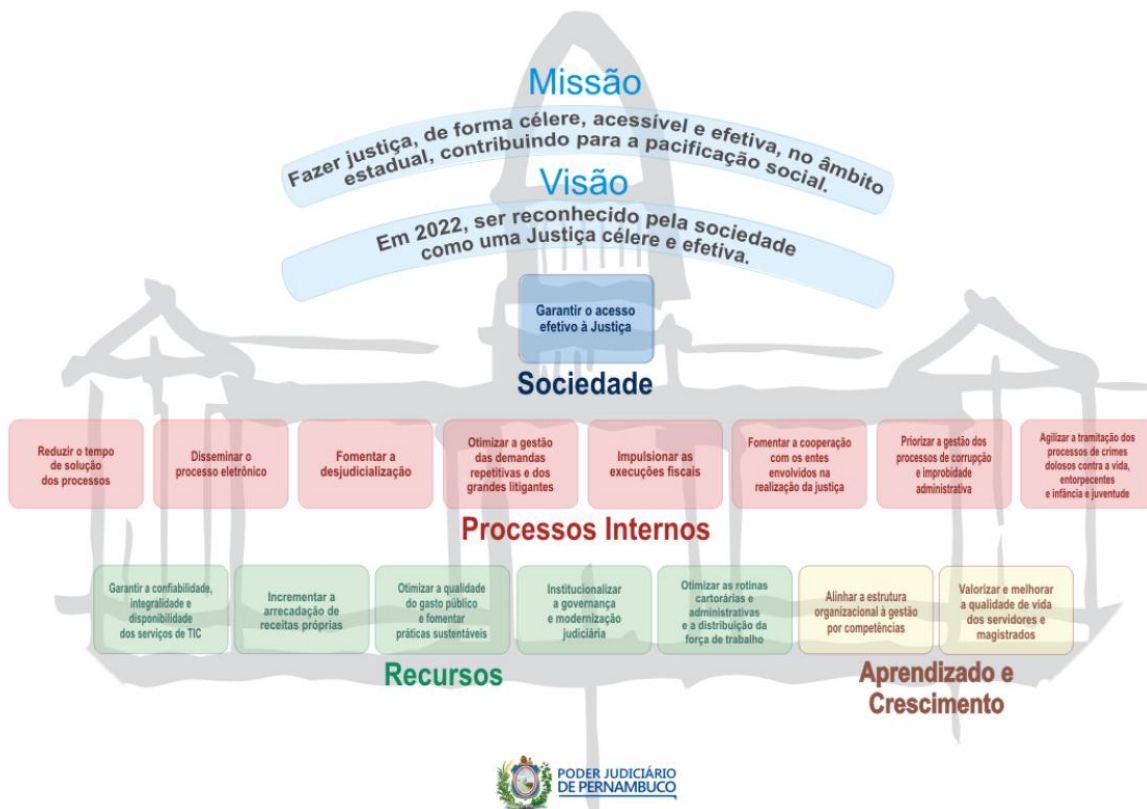 Missão
Fazer justiça, de forma célere, acessível e efetiva, no âmbito
estadual, contribuindo para a pacificação social.
Visão
Em 2022, ser reconhecido pela sociedade
como uma Justiça célere e efetiva.
Garantir o acesso
efetivo à Justiça
Sociedade
Reduzir o tempo
de solução
dos processos
Disseminar o
processo eletrônico
Fomentar a
desjudicialização
Otimizar a gestão
das demandas
repetitivas e dos
grandes litigantes
Impulsionar as
execuções fiscais
Fomentar a cooperação
com os entes
envolvidos na
realização da justiça
Priorizar a gestão dos
processos de corrupção
e improbidade
administrativa
Agilizar a tramitação dos
processos de crimes
dolosos contra a vida,
entorpecentes
e infância e juventude
Processos Internos
Garantir a confiabilidade,
integralidade e
disponibilidade
dos serviços de TIC
Incrementar a
arrecadação de
receitas próprias
Otimizar a qualidade
do gasto público
e fomentar
práticas sustentáveis
Institucionalizar
a governança
e modernização
judiciária
Otimizar as rotinas
cartorárias e
administrativas
e a distribuição da
força de trabalho
Alinhar a estrutura
organizacional à gestão
por competências
Valorizar e melhorar
a qualidade de vida
dos servidores e
magistrados
Recursos
Aprendizado e
Crescimento
PODER JUDICIÁRIO
DE PERNAMBUCO